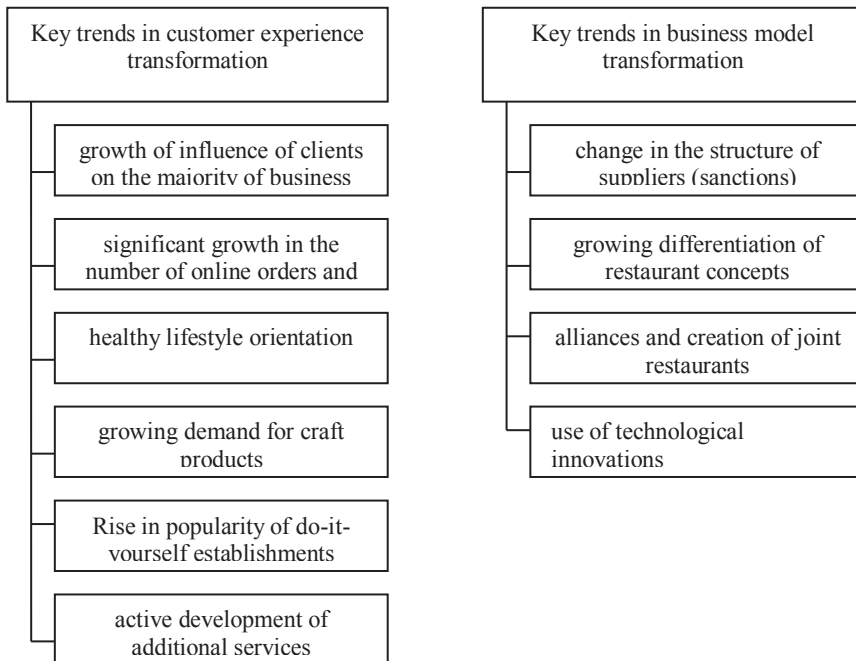 Key trends in customer experience
transformation
growth of influence of clients
on the majority of business
significant growth in the
number of online orders and
healthy lifestyle orientation
growing demand for craft
products
Rise in popularity of do-it-
yourself establishments
active development of
additional services
Key trends in business model
transformation
change in the structure of
suppliers (sanctions)
growing differentiation of
restaurant concepts
alliances and creation of joint
restaurants
use of technological
innovations